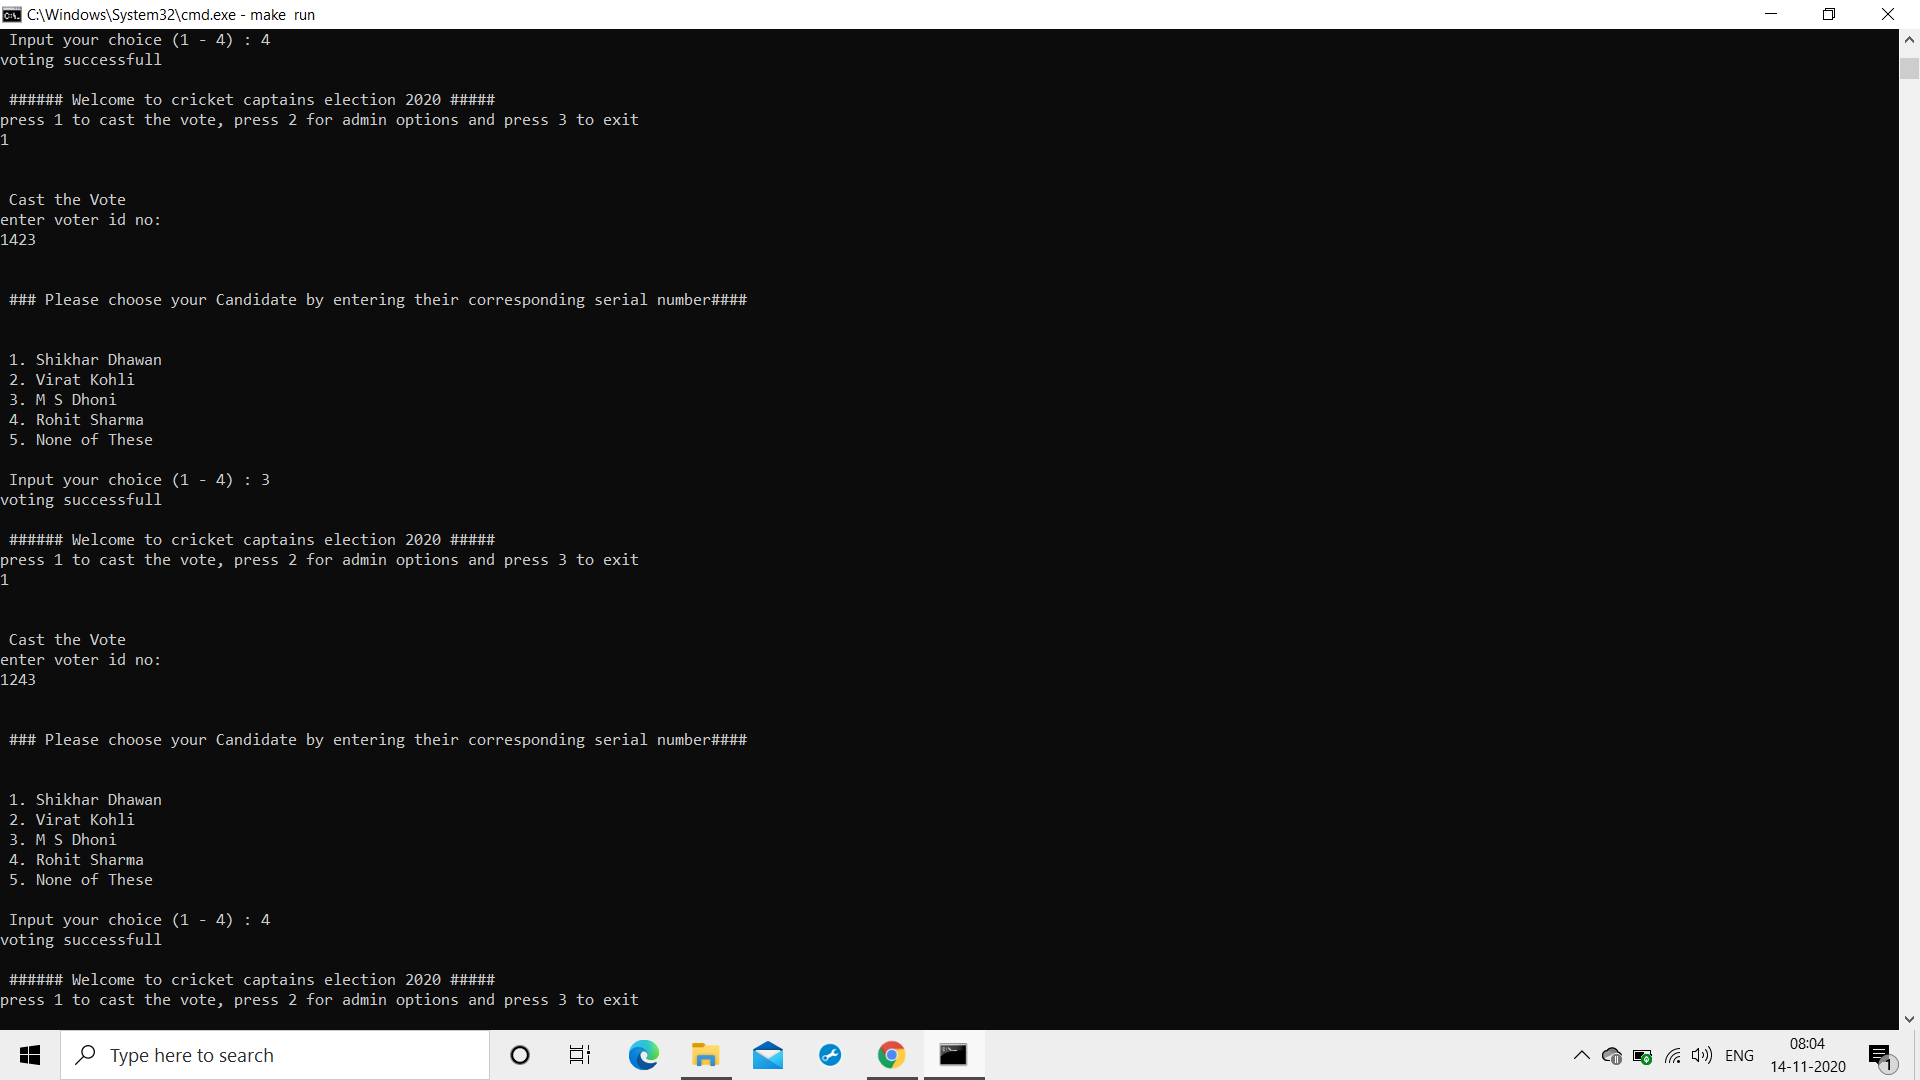 C:\Windows\System32\cmd.exe - make  run
Input your choice (1 - 4) : 4
voting successfull
###### Welcome to cricket captains election 2020 #####
press 1 to cast the vote, press 2 for admin options and press 3 to exit
1
Cast the Vote
enter voter id no:
1423
### Please choose your Candidate by entering their corresponding serial number####
1. Shikhar Dhawan
2. Virat Kohli
3. M S Dhoni
4. Rohit Sharma
5. None of These
Input your choice (1 - 4) : 3
voting successfull
###### Welcome to cricket captains election 2020 #####
press 1 to cast the vote, press 2 for admin options and press 3 to exit
1
Cast the Vote
enter voter id no:
1243
### Please choose your Candidate by entering their corresponding serial number####
1. Shikhar Dhawan
2. Virat Kohli
3. M S Dhoni
4. Rohit Sharma
5. None of These
Input your choice (1 - 4) : 4
voting successfull
###### Welcome to cricket captains election 2020 #####
press 1 to cast the vote, press 2 for admin options and press 3 to exit
Type here to search
ENG
08:04
14-11-2020
1